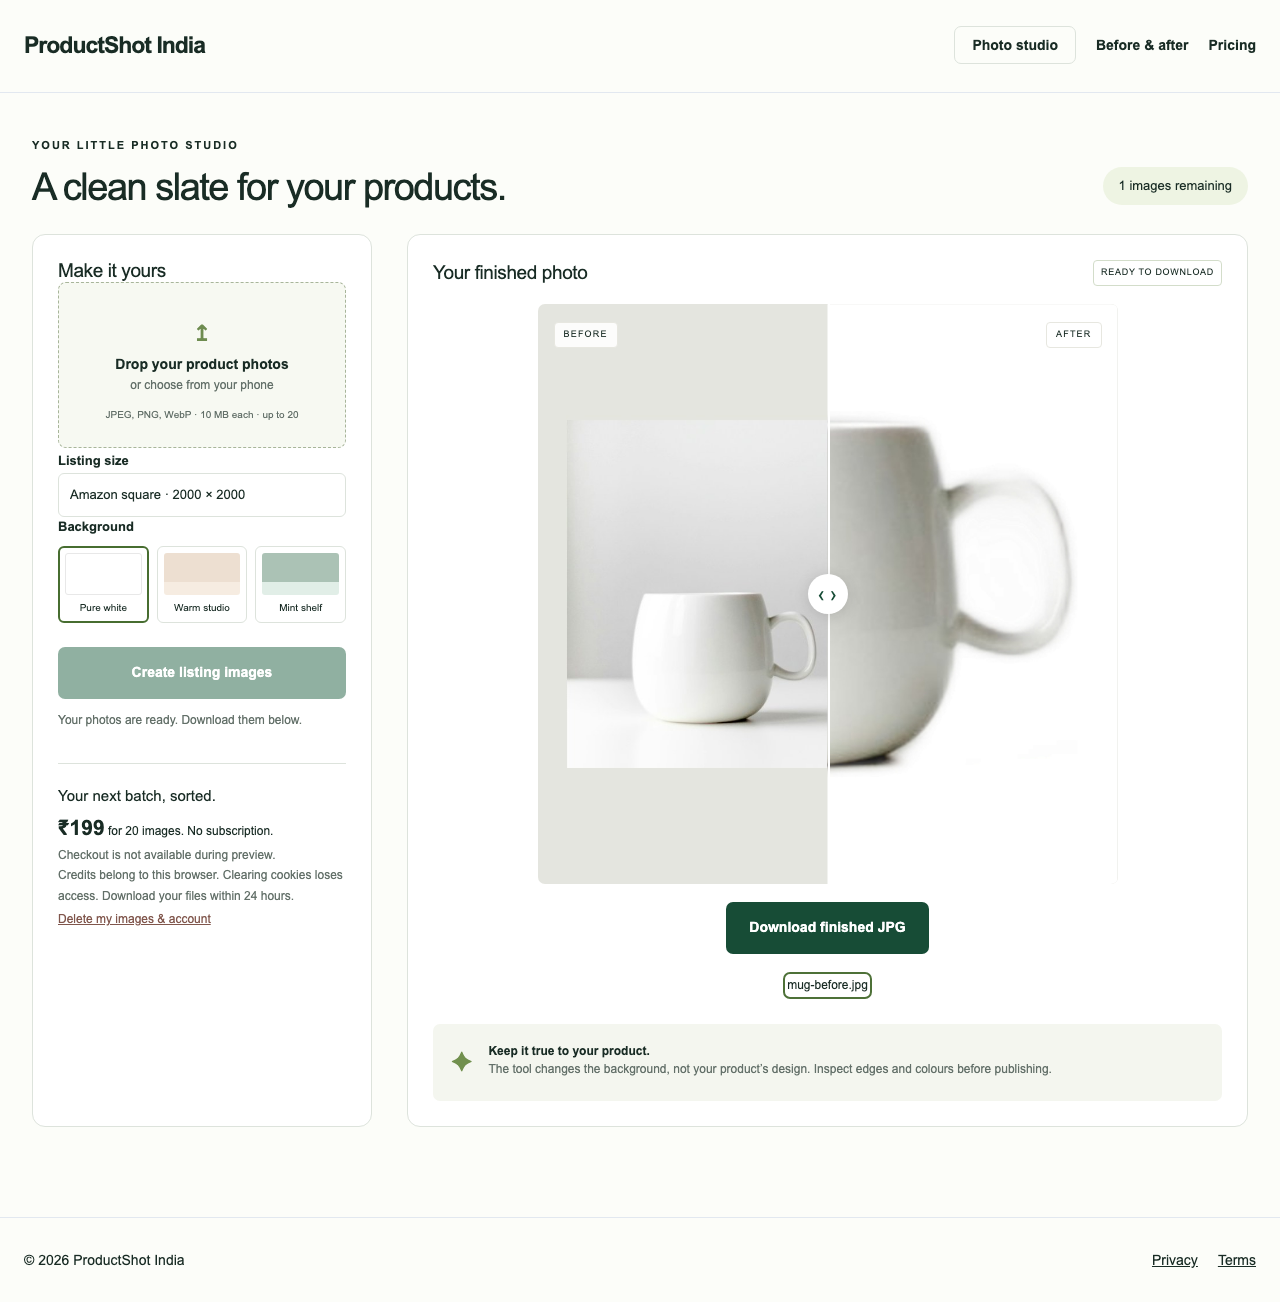 ProductShot India
Photo studio
Before & after
Pricing
YOUR LITTLE PHOTO STUDIO
A clean slate for your products.
1 images remaining
Make it yours
↥
Drop your product photos
or choose from your phone
JPEG, PNG, WebP · 10 MB each · up to 20
Listing size
Amazon square · 2000 × 2000
Background
Pure white
Warm studio
Mint shelf
Create listing images
Your photos are ready. Download them below.
Your next batch, sorted.
₹199 for 20 images. No subscription.
Checkout is not available during preview.
Credits belong to this browser. Clearing cookies loses
access. Download your files within 24 hours.
Delete my images & account
Your finished photo
READY TO DOWNLOAD
BEFORE
AFTER
‹ ›
Download finished JPG
mug-before.jpg
✦
Keep it true to your product.
The tool changes the background, not your product's design. Inspect edges and colours before publishing.
© 2026 ProductShot India
Privacy
Terms